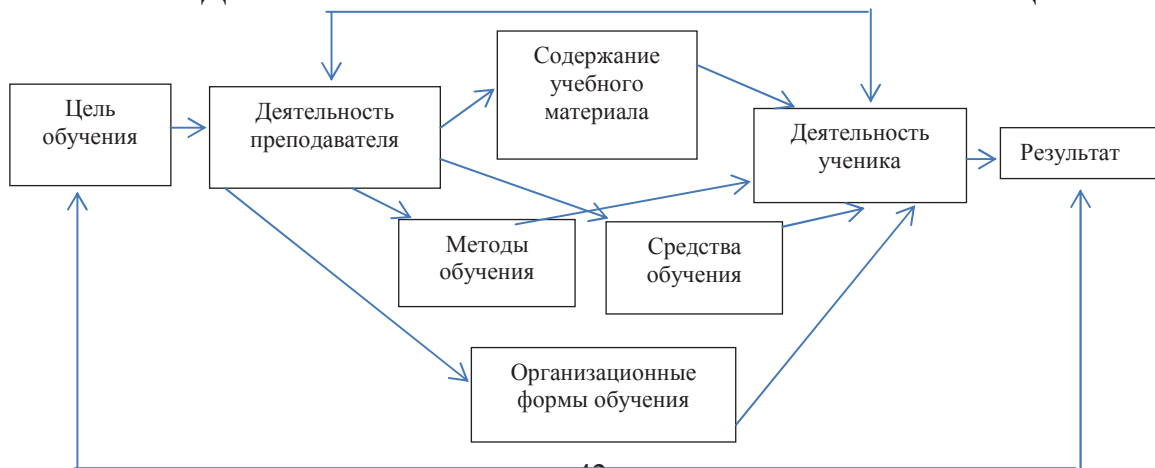 Содержание
учебного
материала
Цель
обучения
Деятельность
преподавателя
Деятельность
ученика
Результат
Методы
обучения
Средства
обучения
Организационные
формы обучения